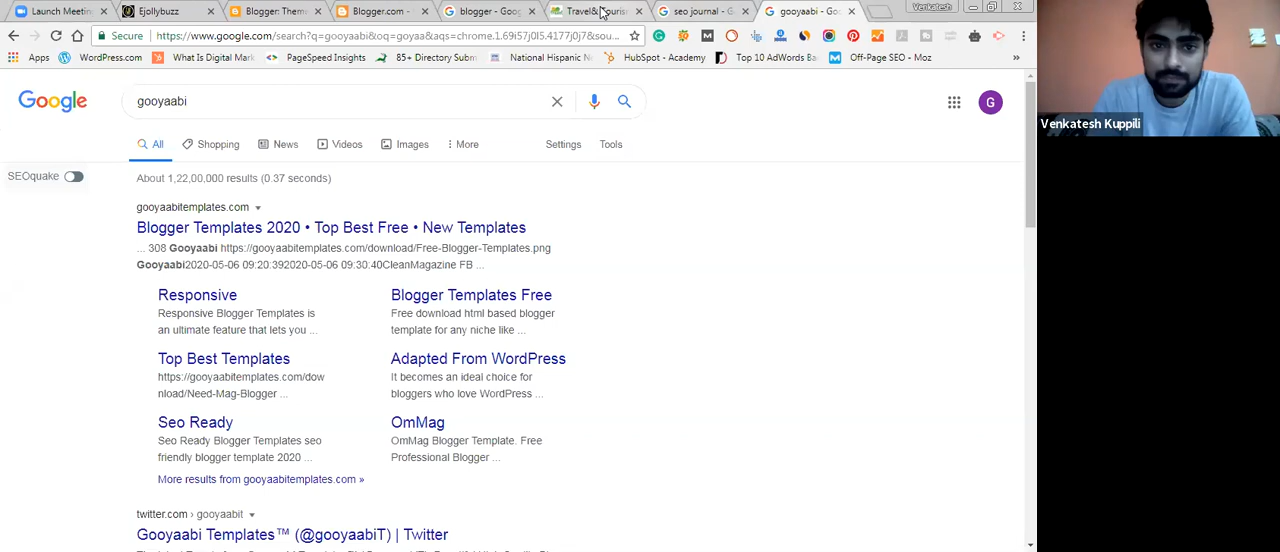 Launch Meeting
Ejollybuzz
Blogger: Theme
Blogger.com -
blogger - Goog
Travel&
seo journal - G
gooyaabi - Go
Venkatesh
Secure
https://www.google.com/search?q=gooyaabi&oq=goyaa&aqs=chrome.1.69i57j0l5.4177j0j7&sou...
Apps
WordPress.com
What Is Digital Mark
PageSpeed Insights
85+ Directory Subm
National Hispanic Ne
HubSpot - Academy
Top 10 AdWords Ba
Off-Page SEO - Moz
»
Google
gooyaabi
G
All
Shopping
News
Videos
Images
More
Settings
Tools
SEOquake
About 1,22,00,000 results (0.37 seconds)
gooyaabitemplates.com
Blogger Templates 2020 • Top Best Free • New Templates
... 308 Gooyaabi https://gooyaabitemplates.com/download/Free-Blogger-Templates.png
Gooyaabi2020-05-06 09:20:392020-05-06 09:30:40CleanMagazine FB ...
Responsive
Responsive Blogger Templates is
an ultimate feature that lets you ...
Blogger Templates Free
Free download html based blogger
template for any niche like ...
Top Best Templates
https://gooyaabitemplates.com/dow
nload/Need-Mag-Blogger ...
Adapted From WordPress
It becomes an ideal choice for
bloggers who love WordPress ...
Seo Ready
Seo Ready Blogger Templates seo
friendly blogger template 2020 ...
OmMag
OmMag Blogger Template. Free
Professional Blogger ...
More results from gooyaabitemplates.com »
twitter.com › gooyaabit
Gooyaabi Templates™ (@gooyaabiT) | Twitter
Venkatesh Kuppili